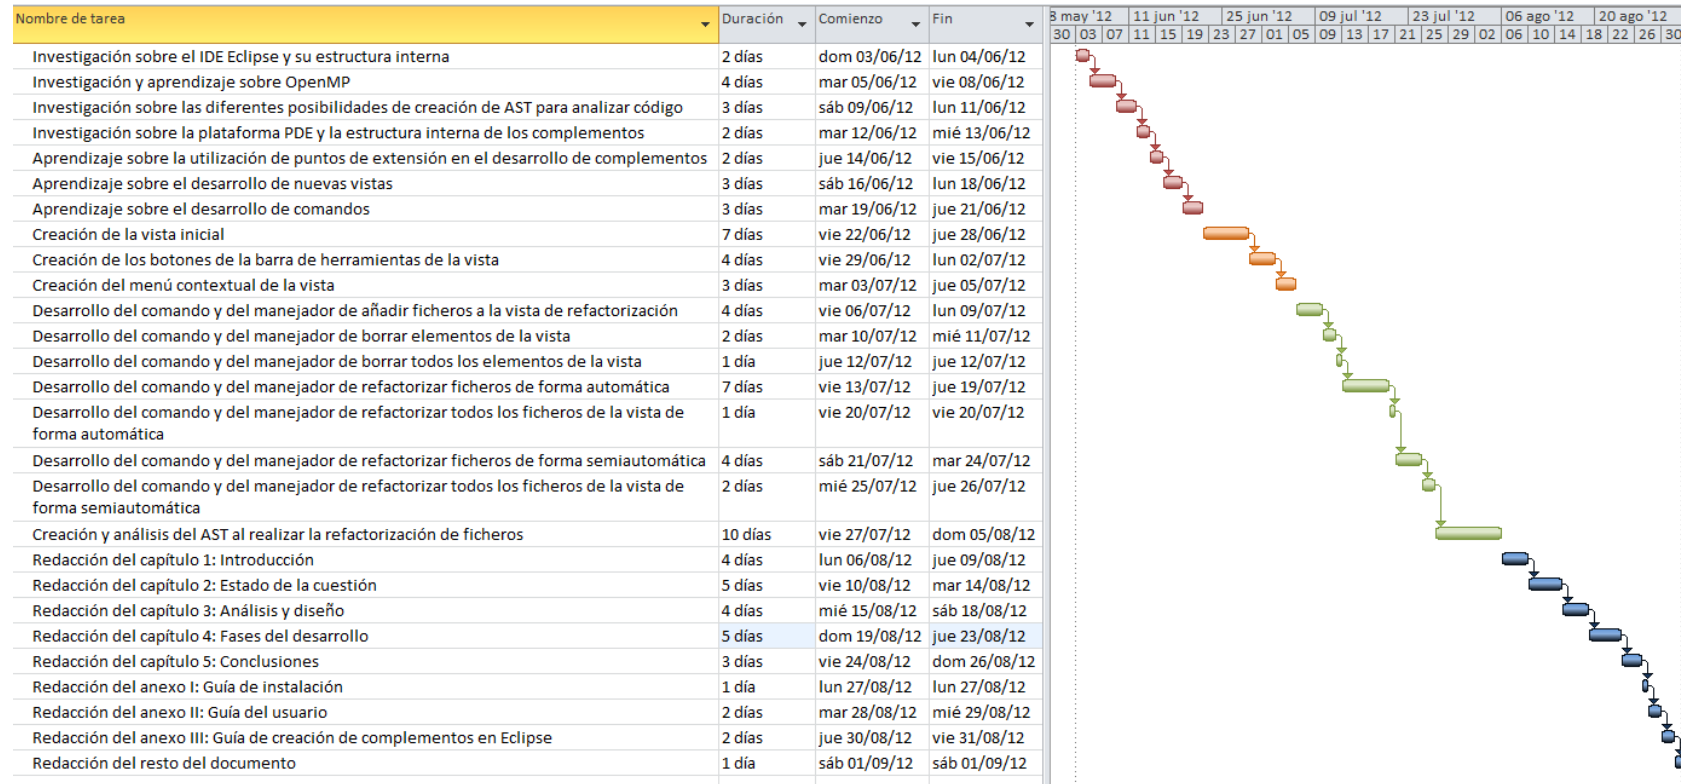 Nombre de tarea Duración Comienzo Fin 8 may '12 11 jun '12 25 jun '12 09 jul '12 23 jul '12 06 ago '12 20 ago '12
30 03 07 11 15 19 23 27 01 05 09 13 17 21 25 29 02 06 10 14 18 22 26 30
Investigación sobre el IDE Eclipse y su estructura interna 2 días dom 03/06/12 lun 04/06/12
Investigación y aprendizaje sobre OpenMP 4 días mar 05/06/12 vie 08/06/12
Investigación sobre las diferentes posibilidades de creación de AST para analizar código 3 días sáb 09/06/12 lun 11/06/12
Investigación sobre la plataforma PDE y la estructura interna de los complementos 2 días mar 12/06/12 mié 13/06/12
Aprendizaje sobre la utilización de puntos de extensión en el desarrollo de complementos 2 días jue 14/06/12 vie 15/06/12
Aprendizaje sobre el desarrollo de nuevas vistas 3 días sáb 16/06/12 lun 18/06/12
Aprendizaje sobre el desarrollo de comandos 3 días mar 19/06/12 jue 21/06/12
Creación de la vista inicial 7 días vie 22/06/12 jue 28/06/12
Creación de los botones de la barra de herramientas de la vista 4 días vie 29/06/12 lun 02/07/12
Creación del menú contextual de la vista 3 días mar 03/07/12 jue 05/07/12
Desarrollo del comando y del manejador de añadir ficheros a la vista de refactorización 4 días vie 06/07/12 lun 09/07/12
Desarrollo del comando y del manejador de borrar elementos de la vista 2 días mar 10/07/12 mié 11/07/12
Desarrollo del comando y del manejador de borrar todos los elementos de la vista 1 día jue 12/07/12 jue 12/07/12
Desarrollo del comando y del manejador de refactorizar ficheros de forma automática 7 días vie 13/07/12 jue 19/07/12
Desarrollo del comando y del manejador de refactorizar todos los ficheros de la vista de 1 día vie 20/07/12 vie 20/07/12
forma automática
Desarrollo del comando y del manejador de refactorizar ficheros de forma semiautomática 4 días sáb 21/07/12 mar 24/07/12
Desarrollo del comando y del manejador de refactorizar todos los ficheros de la vista de 2 días mié 25/07/12 jue 26/07/12
forma semiautomática
Creación y análisis del AST al realizar la refactorización de ficheros 10 días vie 27/07/12 dom 05/08/12
Redacción del capítulo 1: Introducción 4 días lun 06/08/12 jue 09/08/12
Redacción del capítulo 2: Estado de la cuestión 5 días vie 10/08/12 mar 14/08/12
Redacción del capítulo 3: Análisis y diseño 4 días mié 15/08/12 sáb 18/08/12
Redacción del capítulo 4: Fases del desarrollo 5 días dom 19/08/12 jue 23/08/12
Redacción del capítulo 5: Conclusiones 3 días vie 24/08/12 dom 26/08/12
Redacción del anexo I: Guía de instalación 1 día lun 27/08/12 lun 27/08/12
Redacción del anexo II: Guía del usuario 2 días mar 28/08/12 mié 29/08/12
Redacción del anexo III: Guía de creación de complementos en Eclipse 2 días jue 30/08/12 vie 31/08/12
Redacción del resto del documento 1 día sáb 01/09/12 sáb 01/09/12